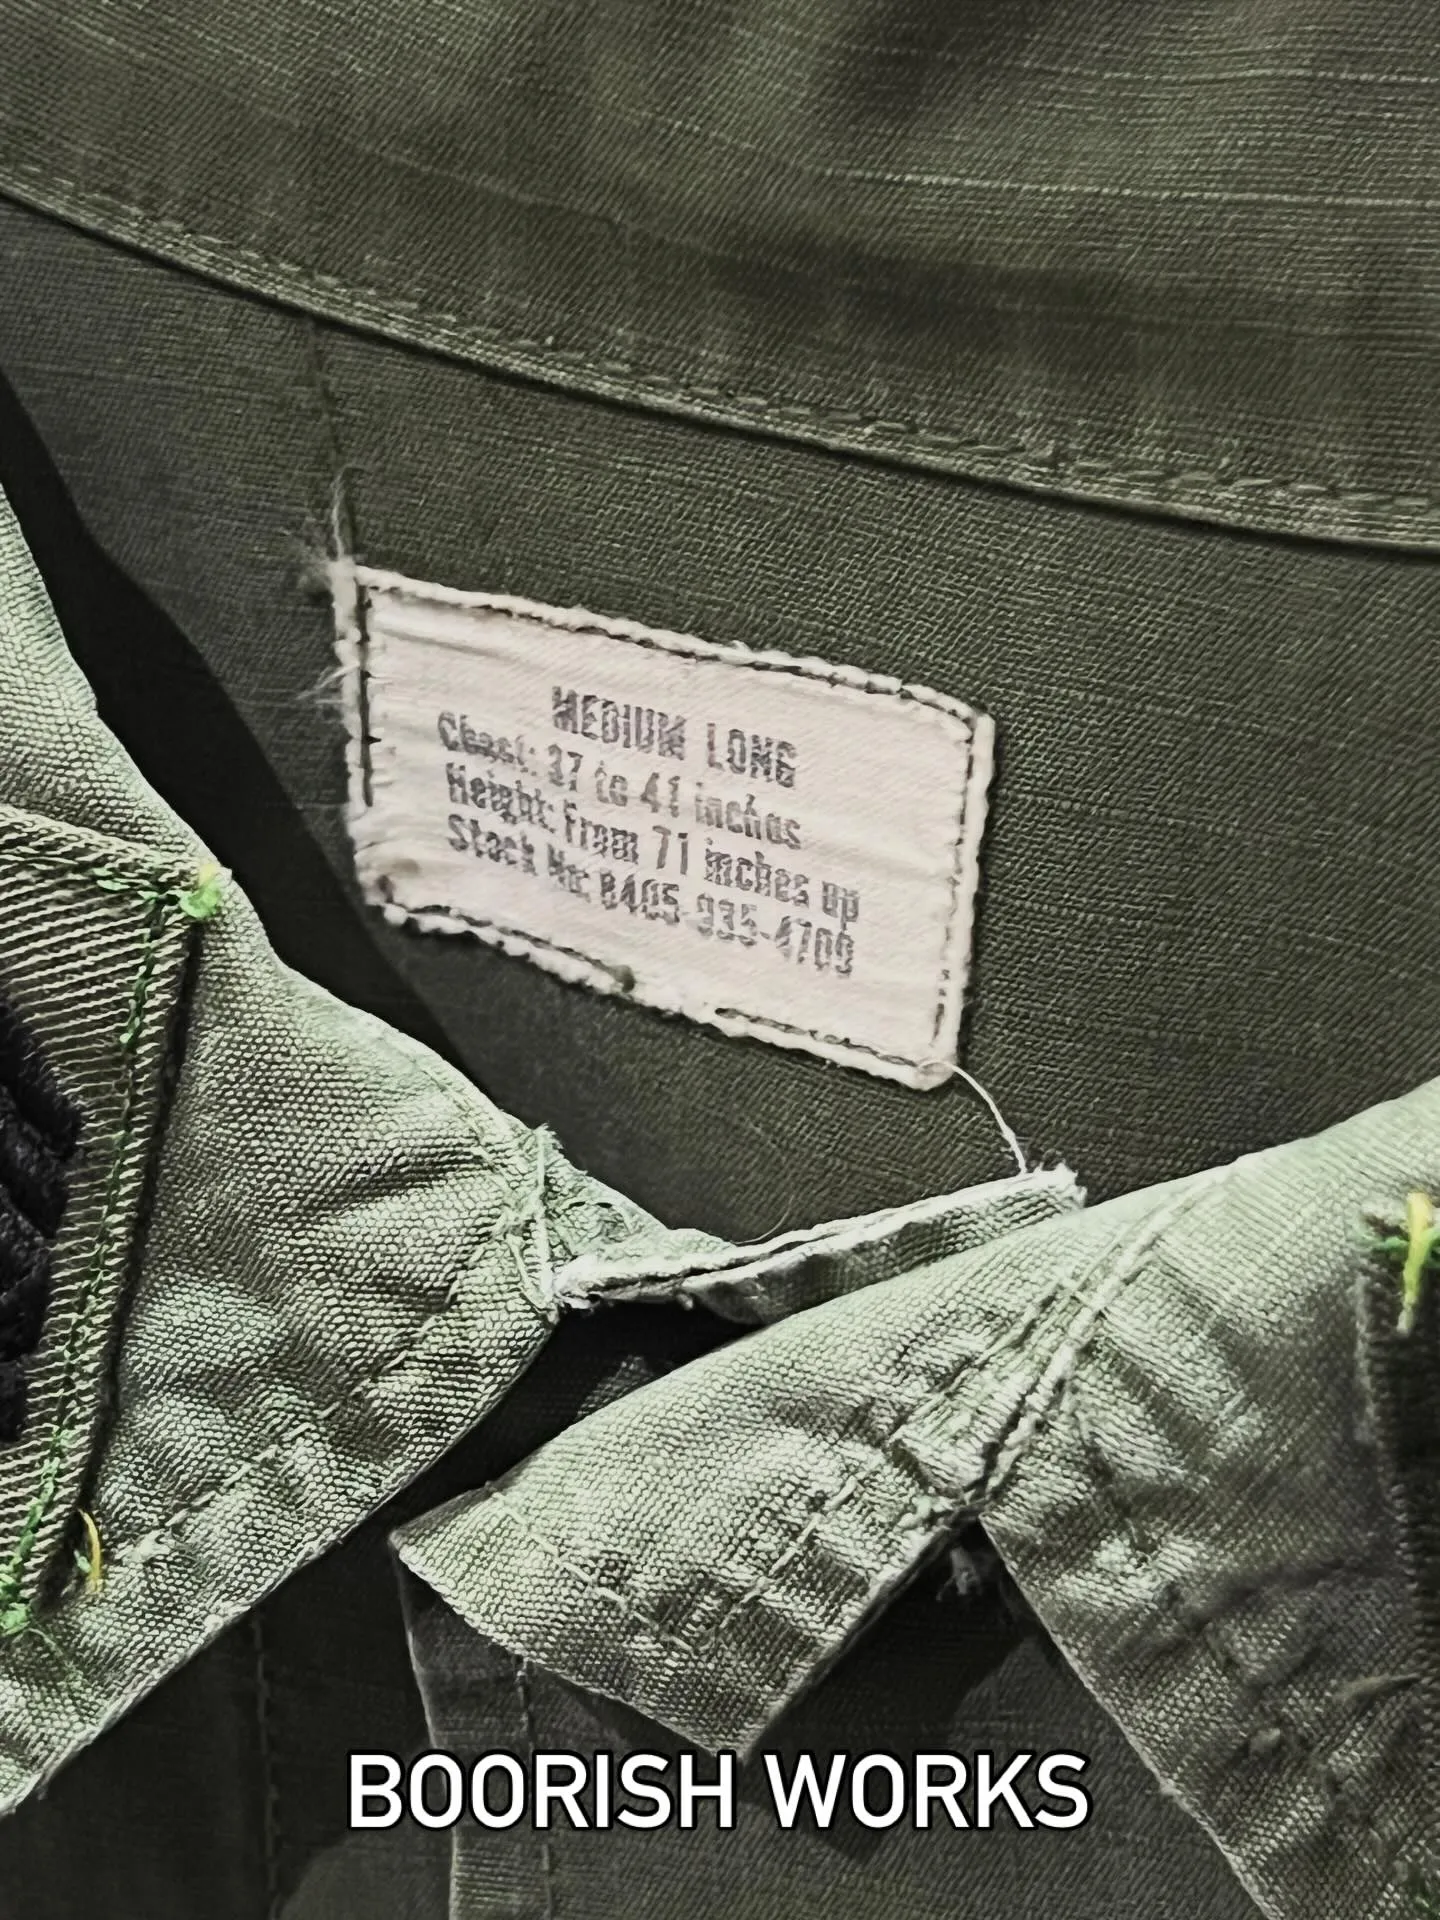 MEDIUM LONG
Chest: 37 to 41 inches
Height: from 71 inches up
Stock No: 8405-935-4709
BOORISH WORKS